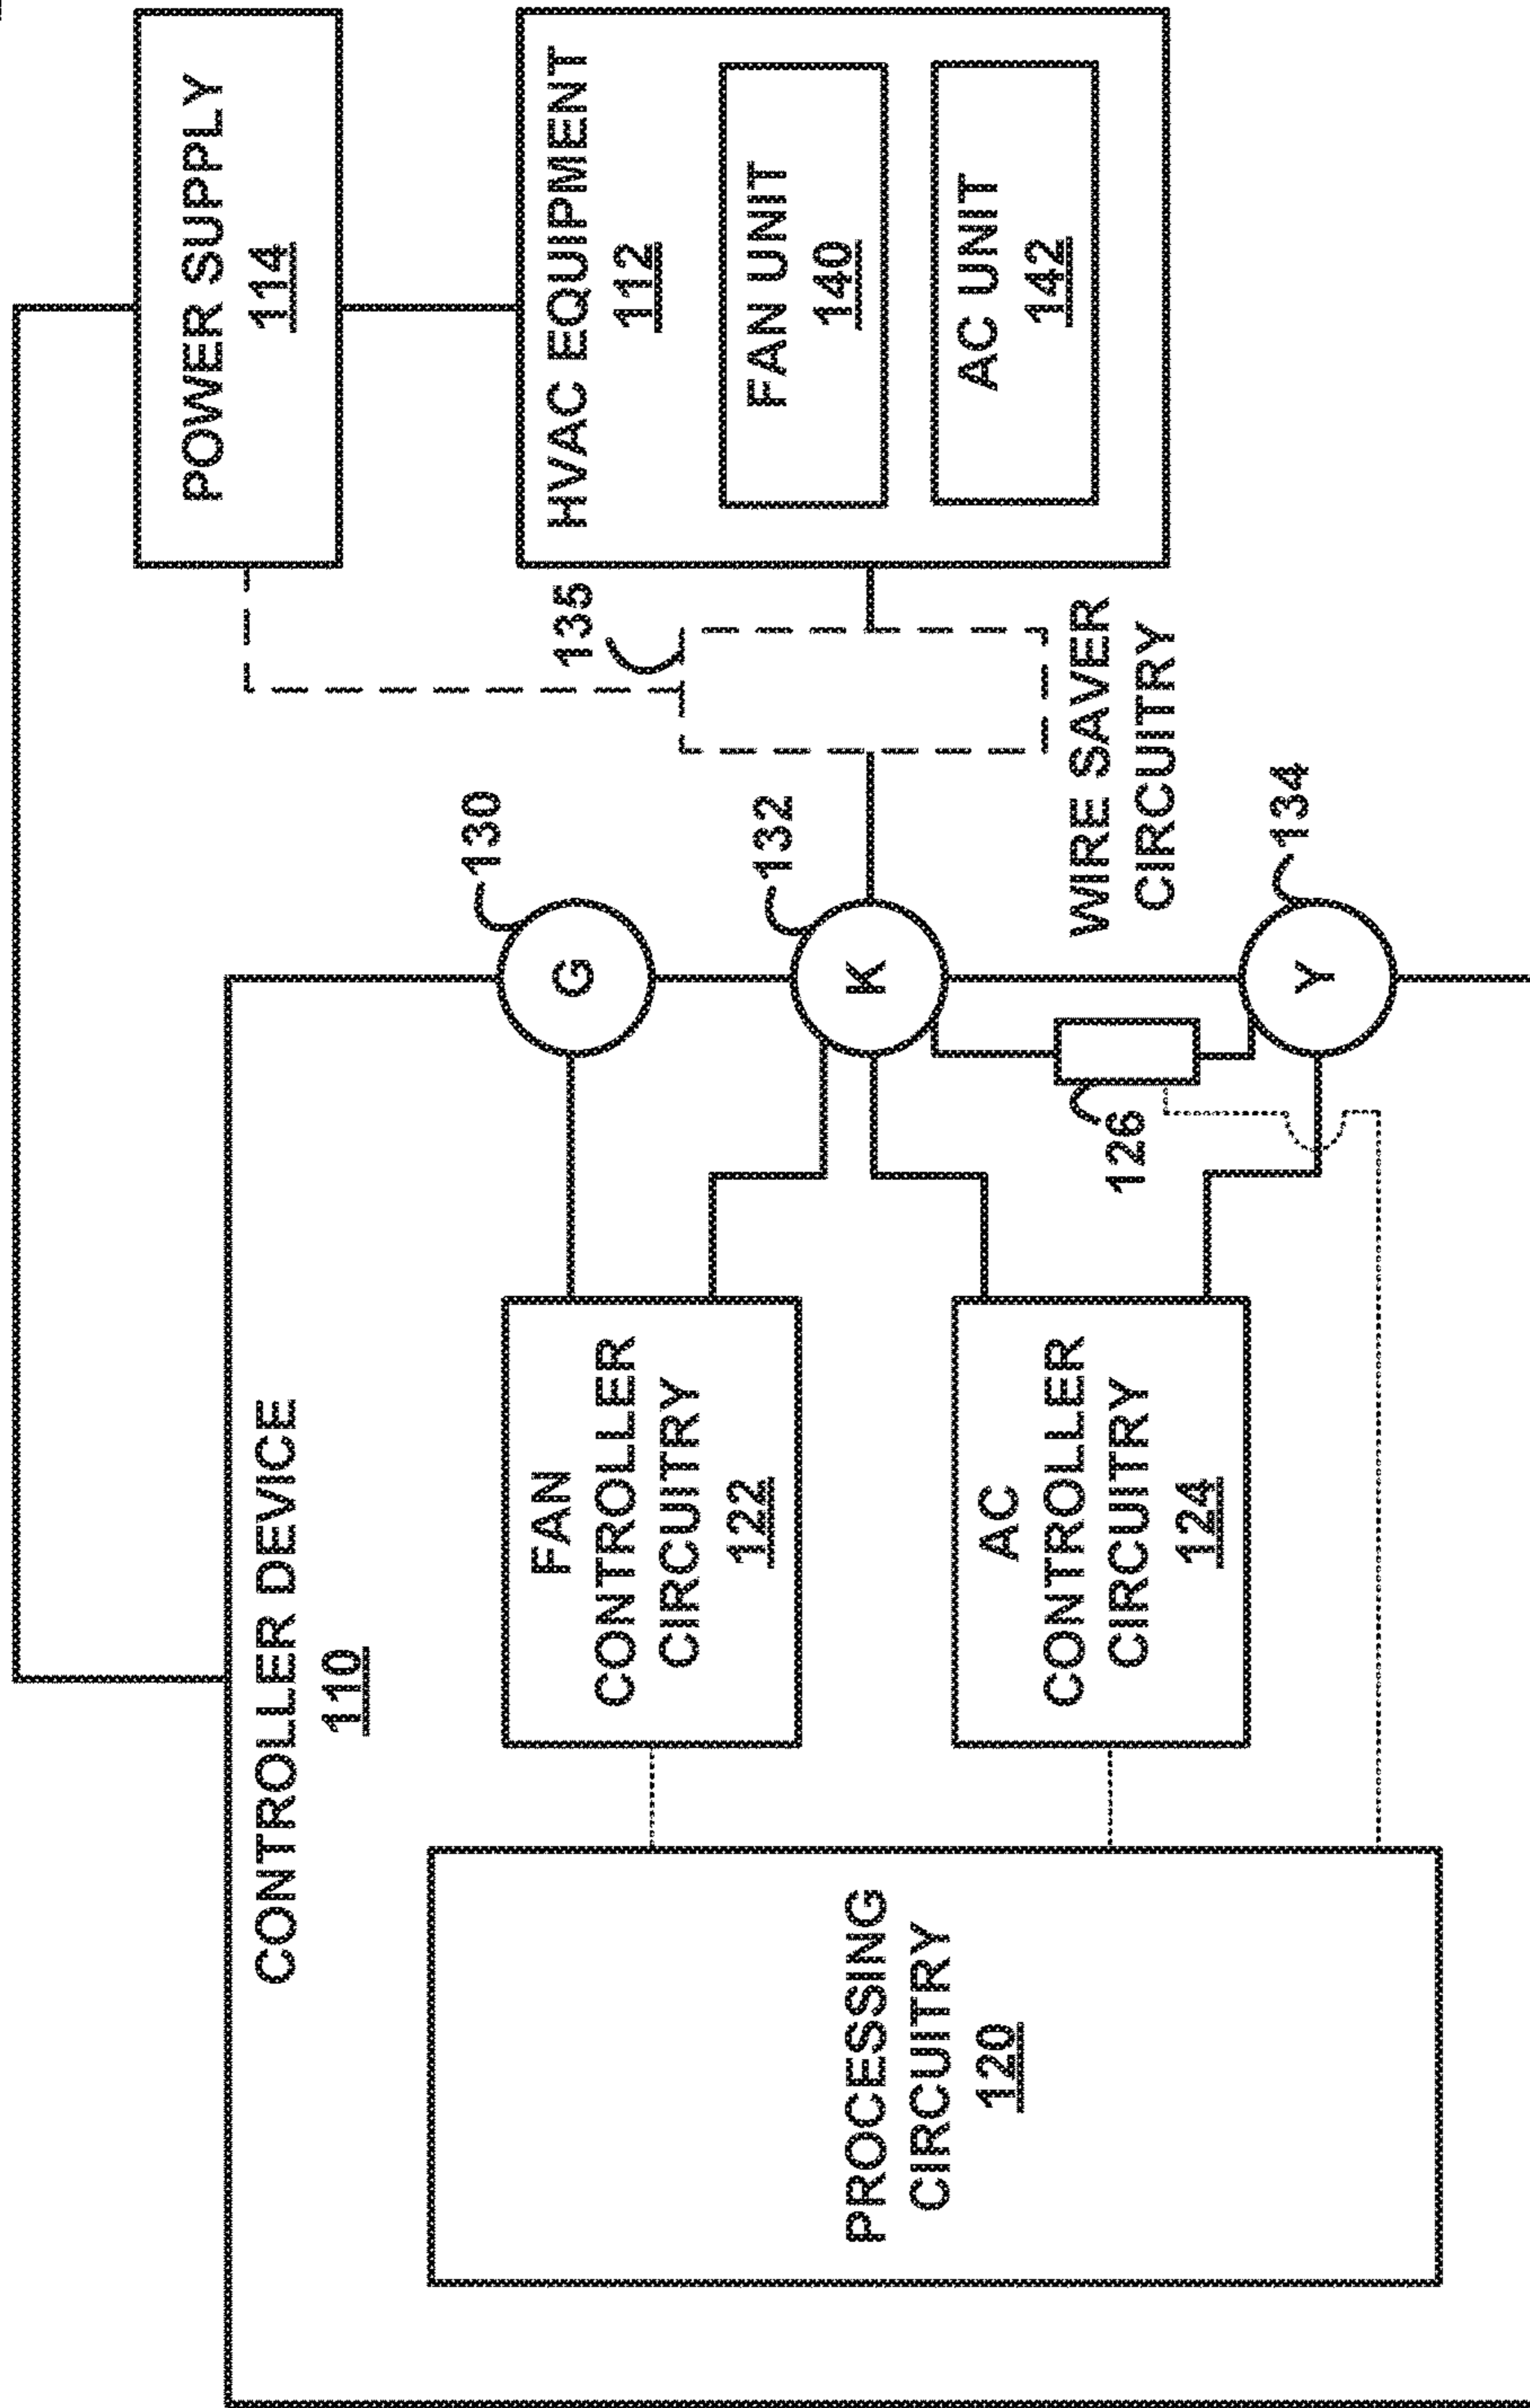 POWER SUPPLY
114
CONTROLLER DEVICE
110
HVAC EQUIPMENT
112
FAN UNIT
140
AC UNIT
142
135
130
G
132
K
WIRE SAVER
CIRCUITRY
134
Y
126
FAN
CONTROLLER
CIRCUITRY
122
AC
CONTROLLER
CIRCUITRY
124
PROCESSING
CIRCUITRY
120